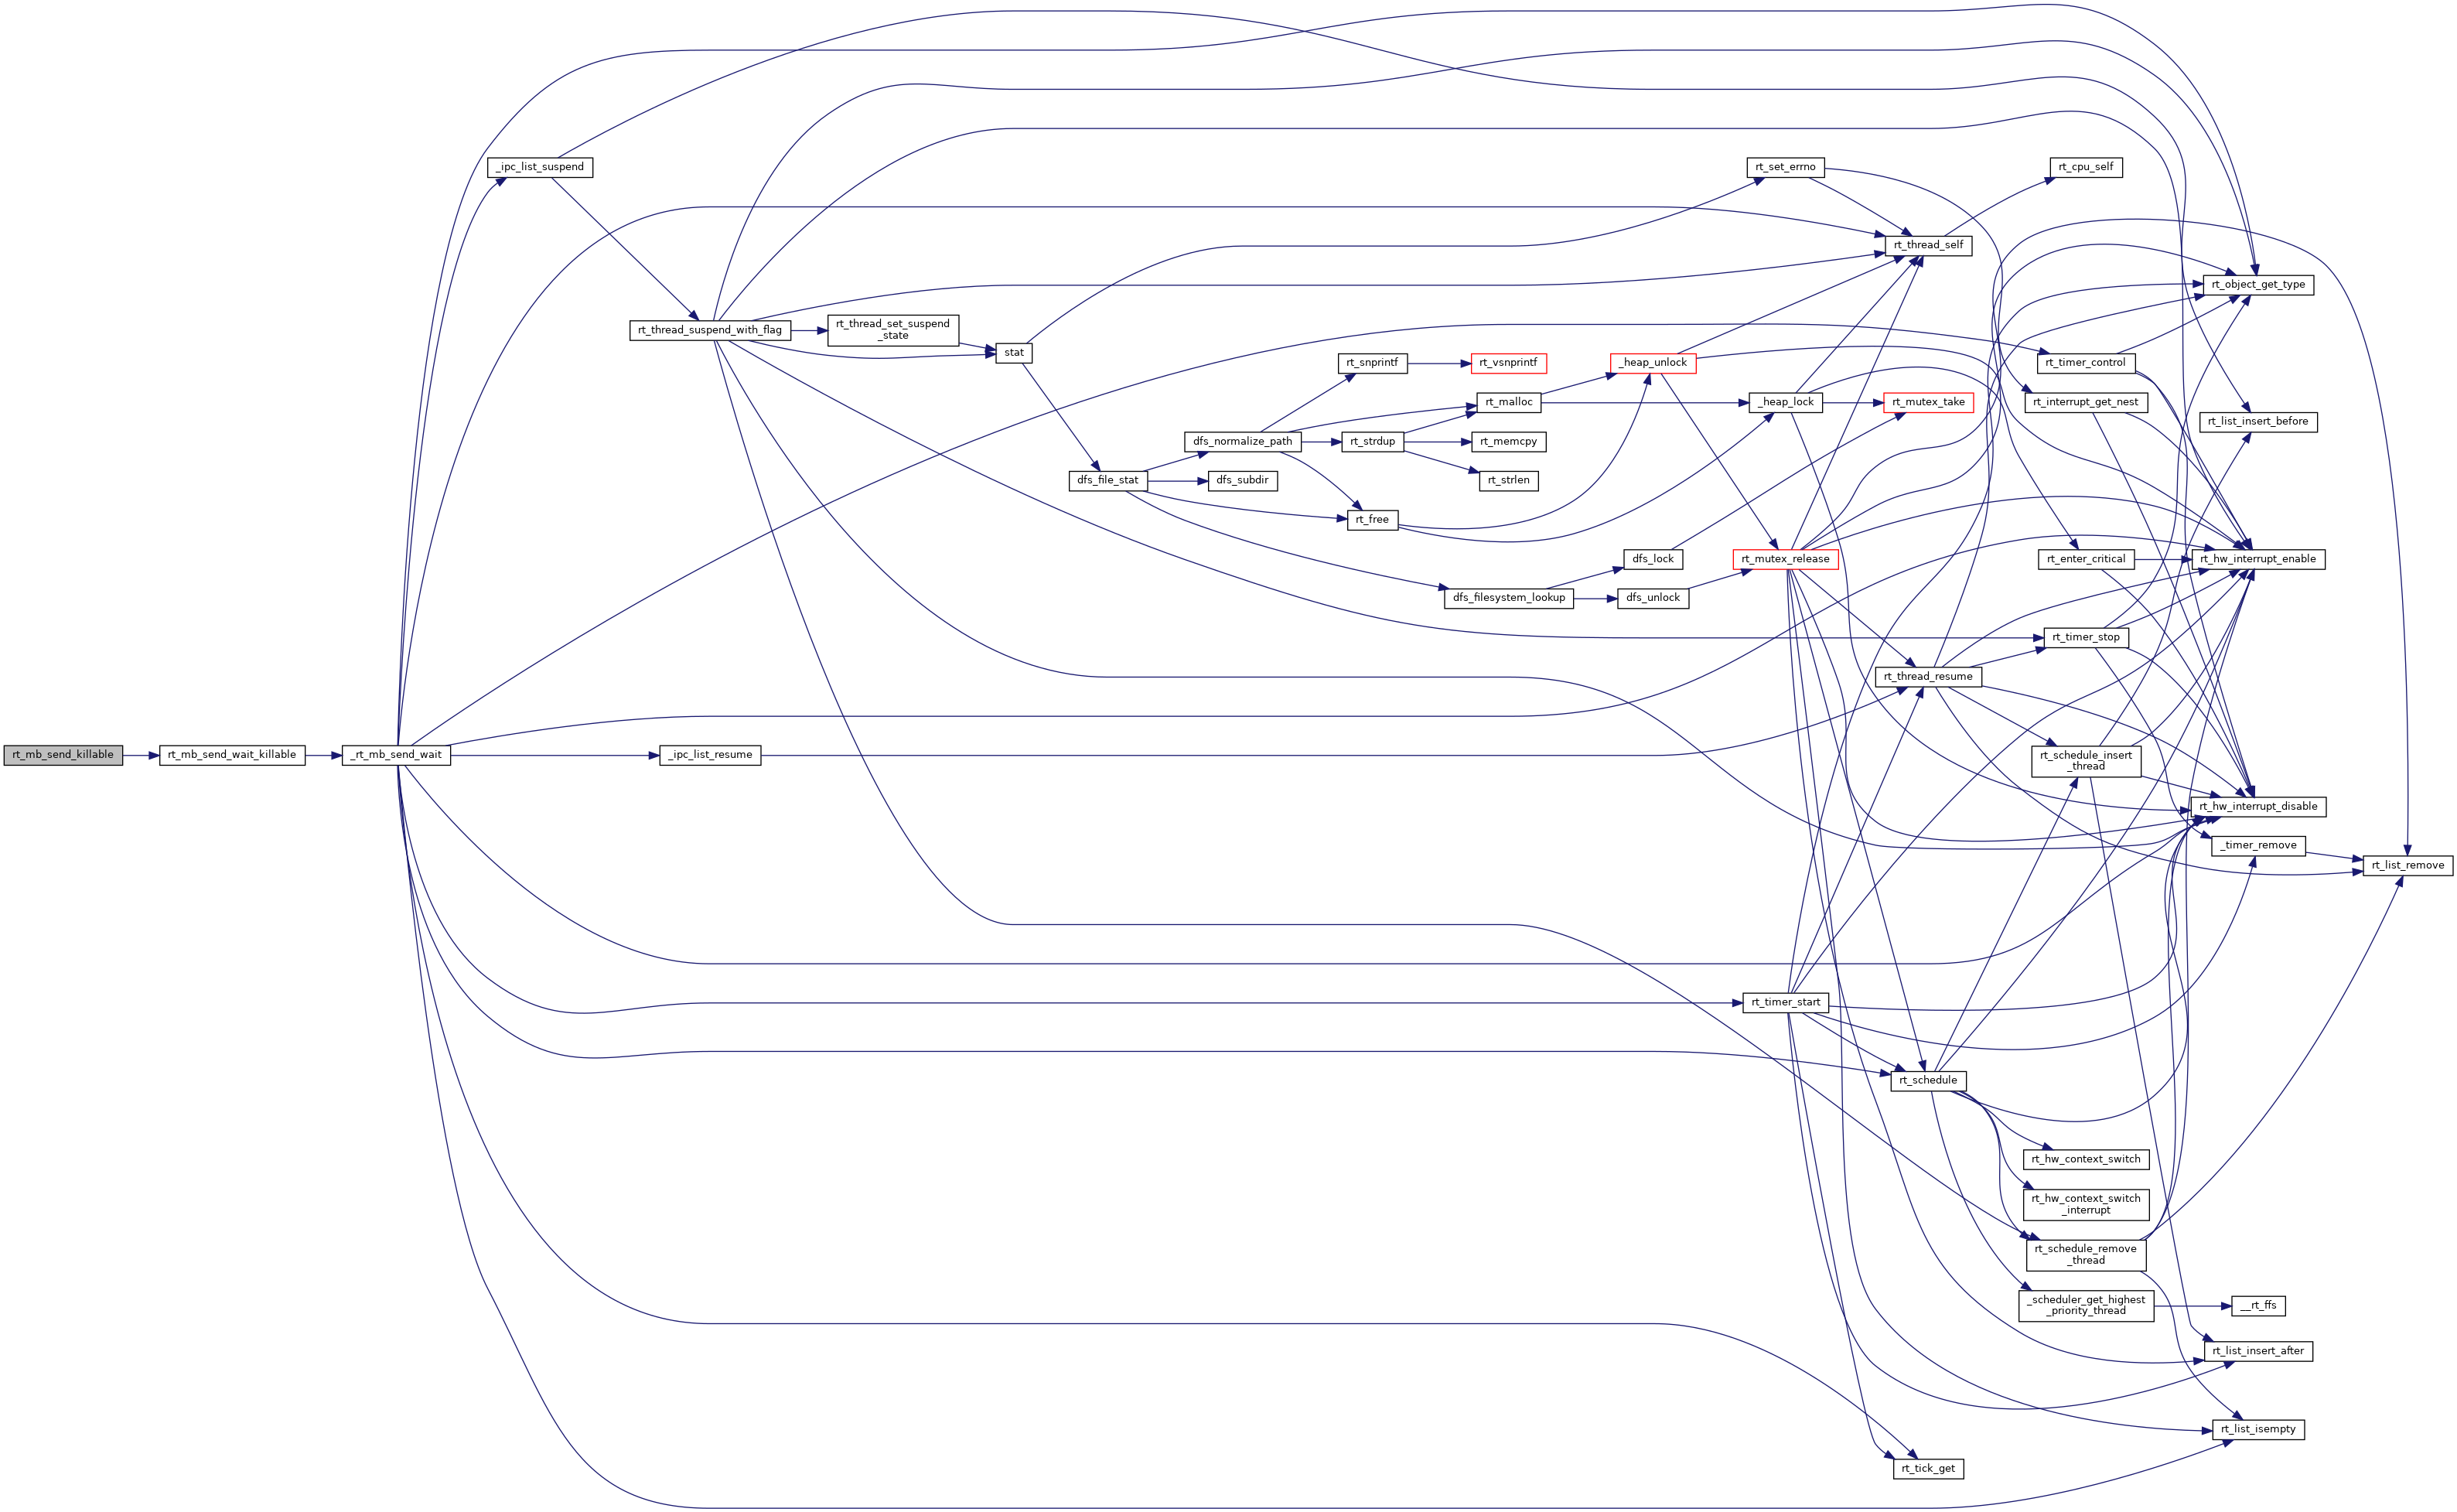 rt_mb_send_killable
rt_mb_send_wait_killable
_rt_mb_send_wait
_ipc_list_suspend
rt_thread_suspend_with_flag
_ipc_list_resume
rt_thread_set_suspend
_state
stat
dfs_file_stat
dfs_normalize_path
dfs_subdir
rt_snprintf
rt_strdup
rt_free
rt_vsnprintf
rt_malloc
rt_memcpy
rt_strlen
dfs_filesystem_lookup
_heap_unlock
dfs_lock
dfs_unlock
rt_set_errno
_heap_lock
rt_mutex_release
rt_timer_start
rt_thread_self
rt_mutex_take
rt_thread_resume
rt_schedule
rt_tick_get
rt_cpu_self
rt_timer_control
rt_interrupt_get_nest
rt_enter_critical
rt_timer_stop
rt_schedule_insert
_thread
rt_hw_context_switch
rt_hw_context_switch
_interrupt
rt_schedule_remove
_thread
_scheduler_get_highest
_priority_thread
rt_object_get_type
rt_list_insert_before
rt_hw_interrupt_enable
rt_hw_interrupt_disable
_timer_remove
__rt_ffs
rt_list_insert_after
rt_list_isempty
rt_list_remove